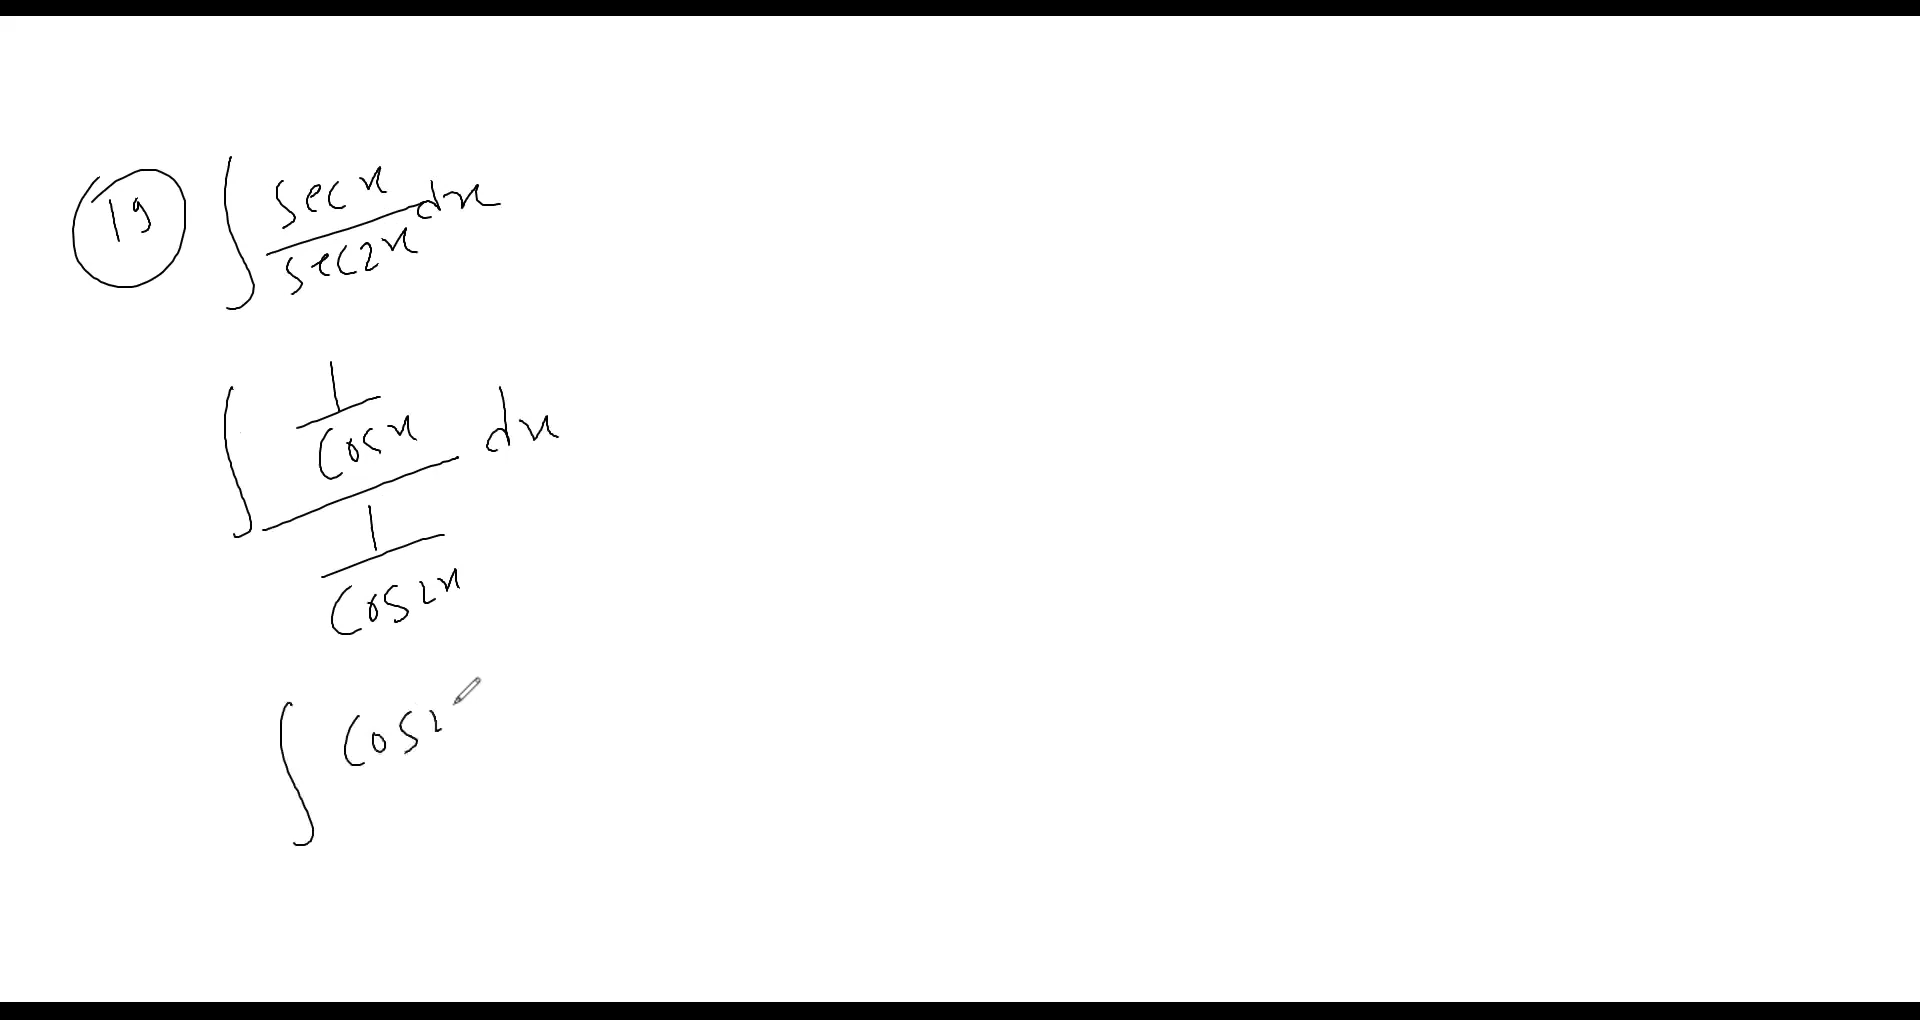 19 ∫ secx/sec2x dx
∫ (1/cosx)/(1/cos2x) dx
∫ cos2